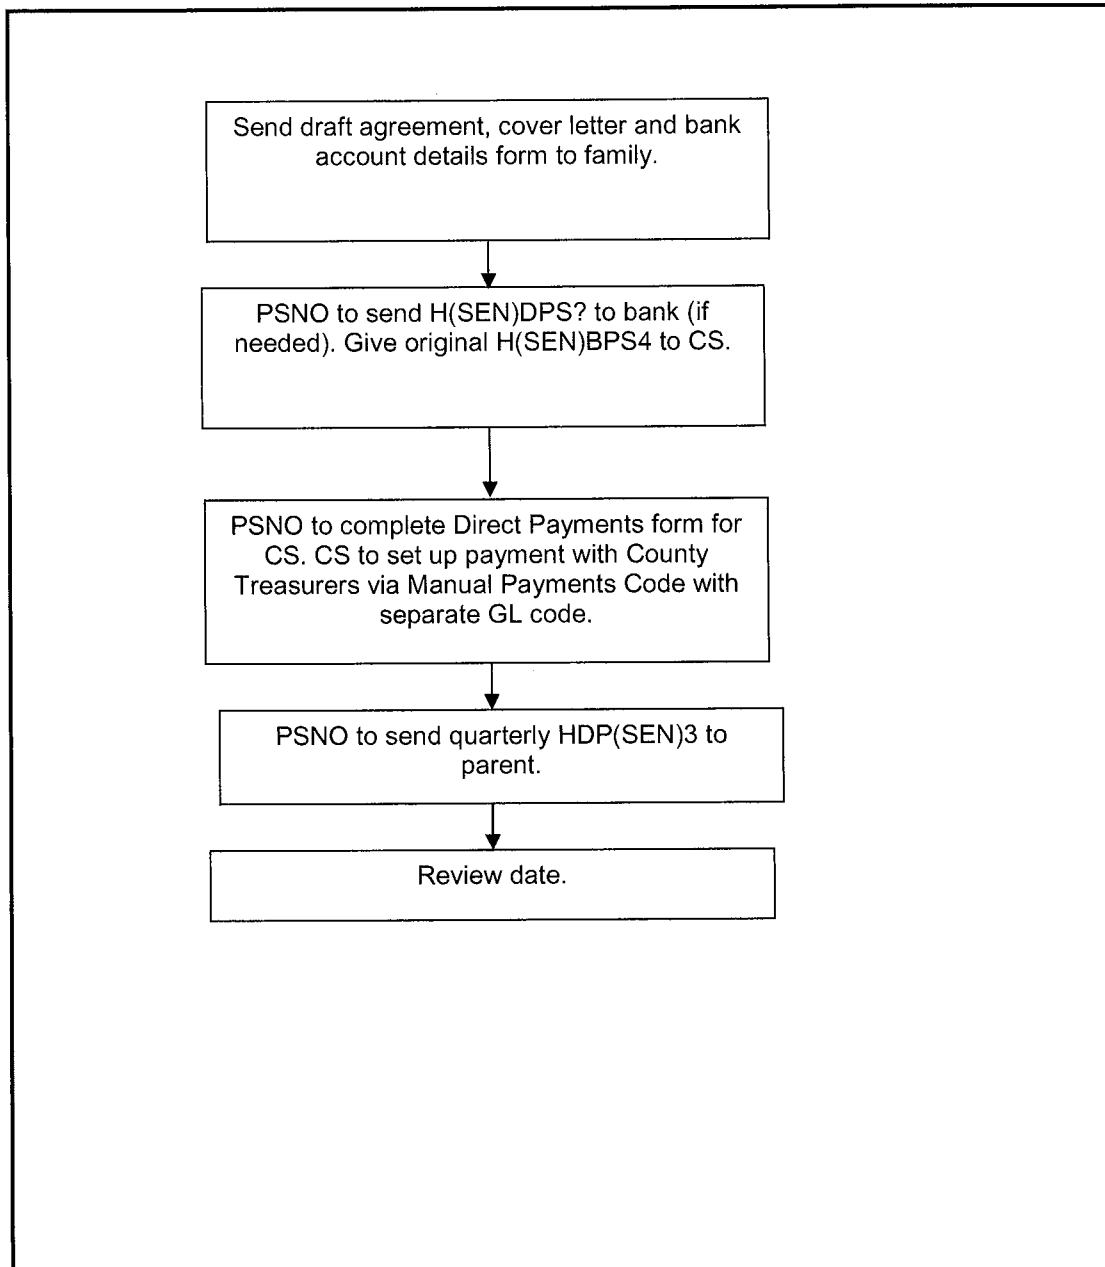 Send draft agreement, cover letter and bank
account details form to family.
PSNO to send H(SEN)DPS? to bank (if
needed). Give original H(SEN)BPS4 to CS.
PSNO to complete Direct Payments form for
CS. CS to set up payment with County
Treasurers via Manual Payments Code with
separate GL code.
PSNO to send quarterly HDP(SEN)3 to
parent.
Review date.